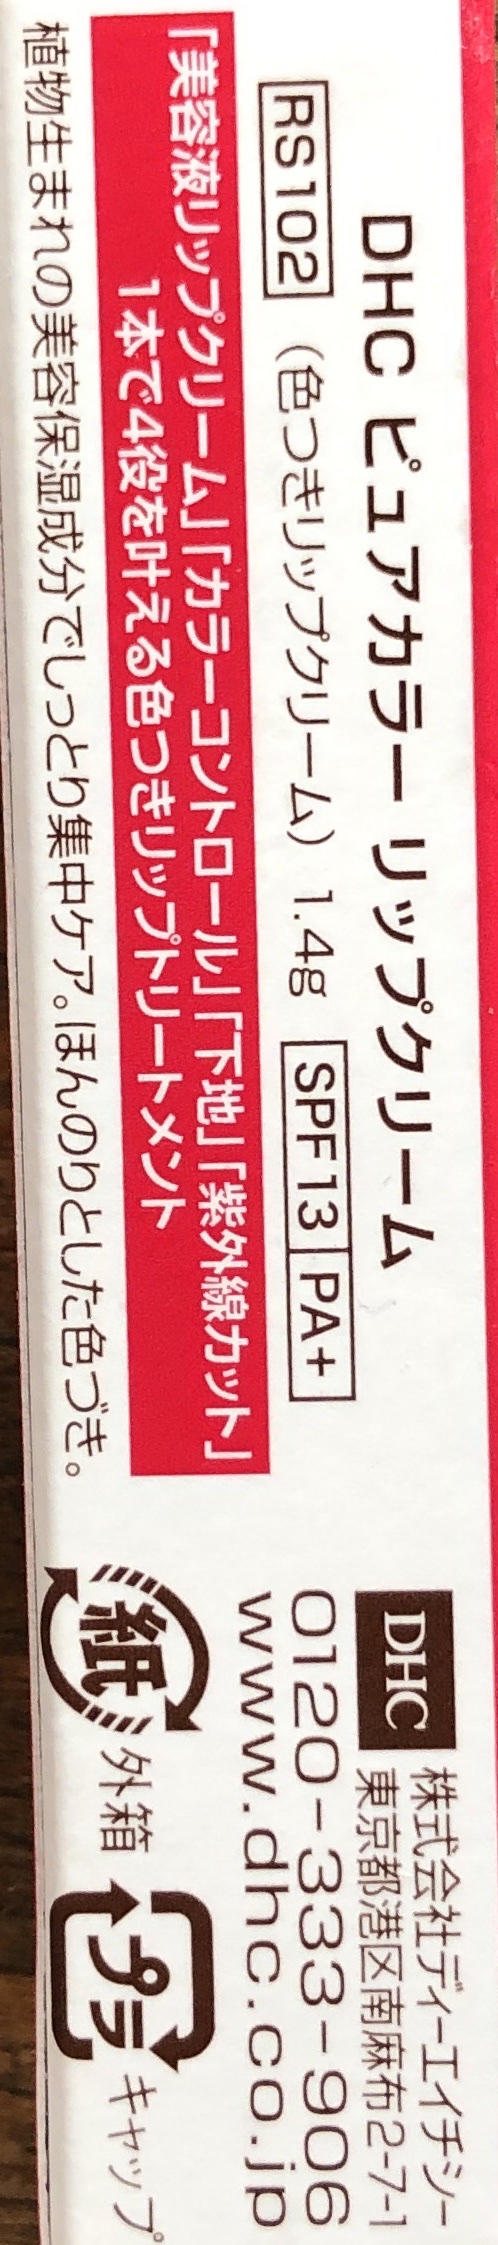 DHC ピュアカラー リップクリーム
RS102 （色つきリップクリーム） 1.4g SPF13 PA+
「美容液リップクリーム」「カラーコントロール」「下地」「紫外線カット」
1本で4役を叶える色つきリップトリートメント
植物生まれの美容保湿成分でしっとり集中ケア。ほんのりとした色づき。
DHC 株式会社ディーエイチシー
東京都港区南麻布2-7-1
0120-333-906
www.dhc.co.jp
紙 外箱 プラ キャップ